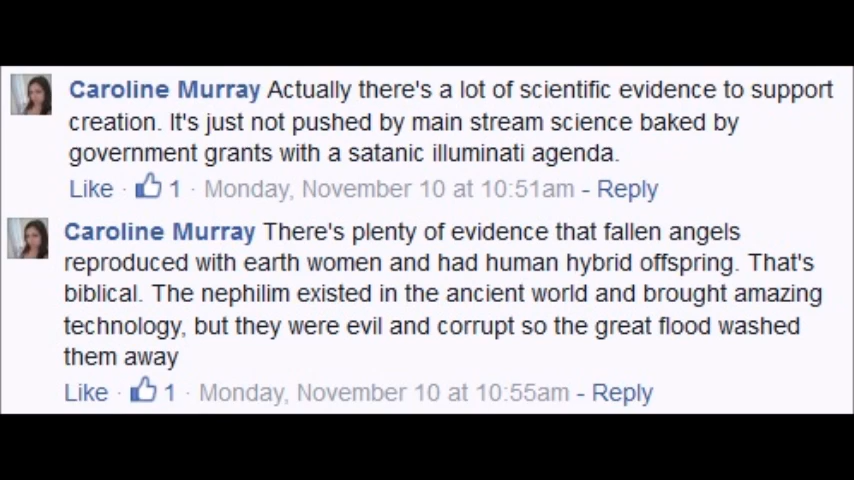 Caroline Murray Actually there's a lot of scientific evidence to support
creation. It's just not pushed by main stream science baked by
government grants with a satanic illuminati agenda.
Like · 1 · Monday, November 10 at 10:51am - Reply
Caroline Murray There's plenty of evidence that fallen angels
reproduced with earth women and had human hybrid offspring. That's
biblical. The nephilim existed in the ancient world and brought amazing
technology, but they were evil and corrupt so the great flood washed
them away
Like · 1 · Monday, November 10 at 10:55am - Reply